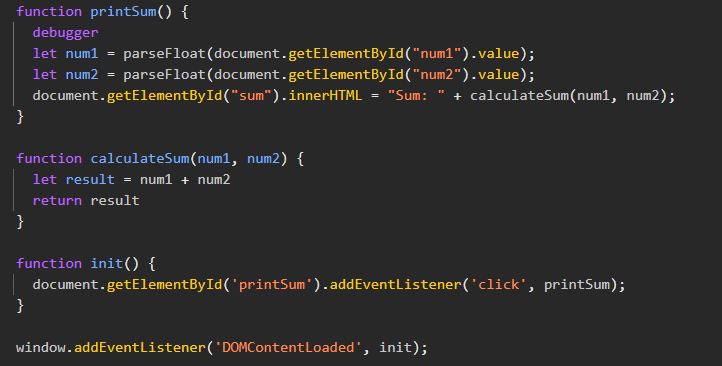 function printSum() {
  debugger
  let num1 = parseFloat(document.getElementById("num1").value);
  let num2 = parseFloat(document.getElementById("num2").value);
  document.getElementById("sum").innerHTML = "Sum: " + calculateSum(num1, num2);
}

function calculateSum(num1, num2) {
  let result = num1 + num2
  return result
}

function init() {
  document.getElementById('printSum').addEventListener('click', printSum);
}

window.addEventListener('DOMContentLoaded', init);